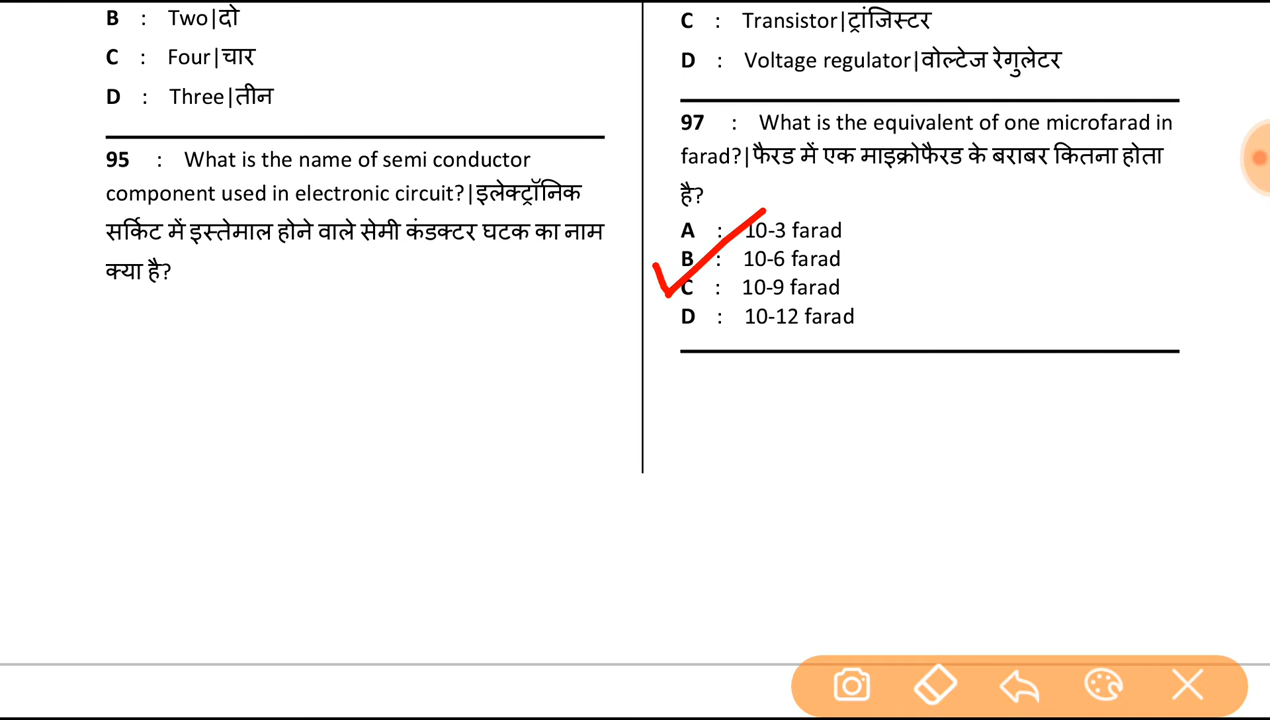 B : Two|दो
C : Four|चार
D : Three|तीन
95 : What is the name of semi conductor
component used in electronic circuit?|इलेक्ट्रॉनिक
सर्किट में इस्तेमाल होने वाले सेमी कंडक्टर घटक का नाम
क्या है?
C : Transistor|ट्रांजिस्टर
D : Voltage regulator|वोल्टेज रेगुलेटर
97 : What is the equivalent of one microfarad in
farad?|फैरड में एक माइक्रोफैरड के बराबर कितना होता
है?
A : 10-3 farad
B : 10-6 farad
C : 10-9 farad
D : 10-12 farad